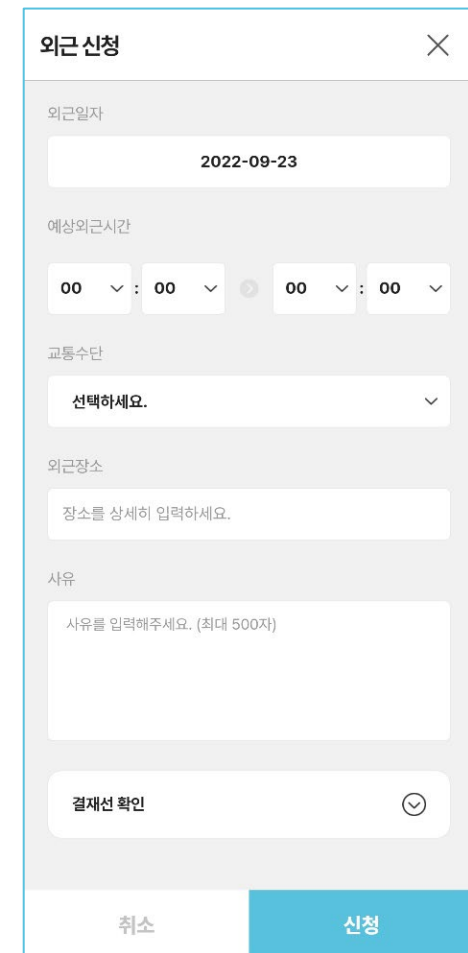 외근 신청
외근일자
2022-09-23
예상외근시간
00 : 00 00 : 00
교통수단
선택하세요.
외근장소
장소를 상세히 입력하세요.
사유
사유를 입력해주세요. (최대 500자)
결재선 확인
취소 신청